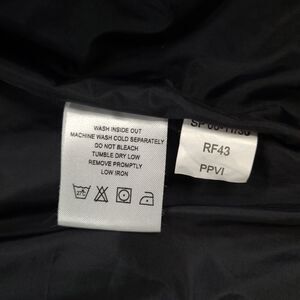 WASH INSIDE OUT
MACHINE WASH COLD SEPARATELY
DO NOT BLEACH
TUMBLE DRY LOW
REMOVE PROMPTLY
LOW IRON
RF43
PPVI